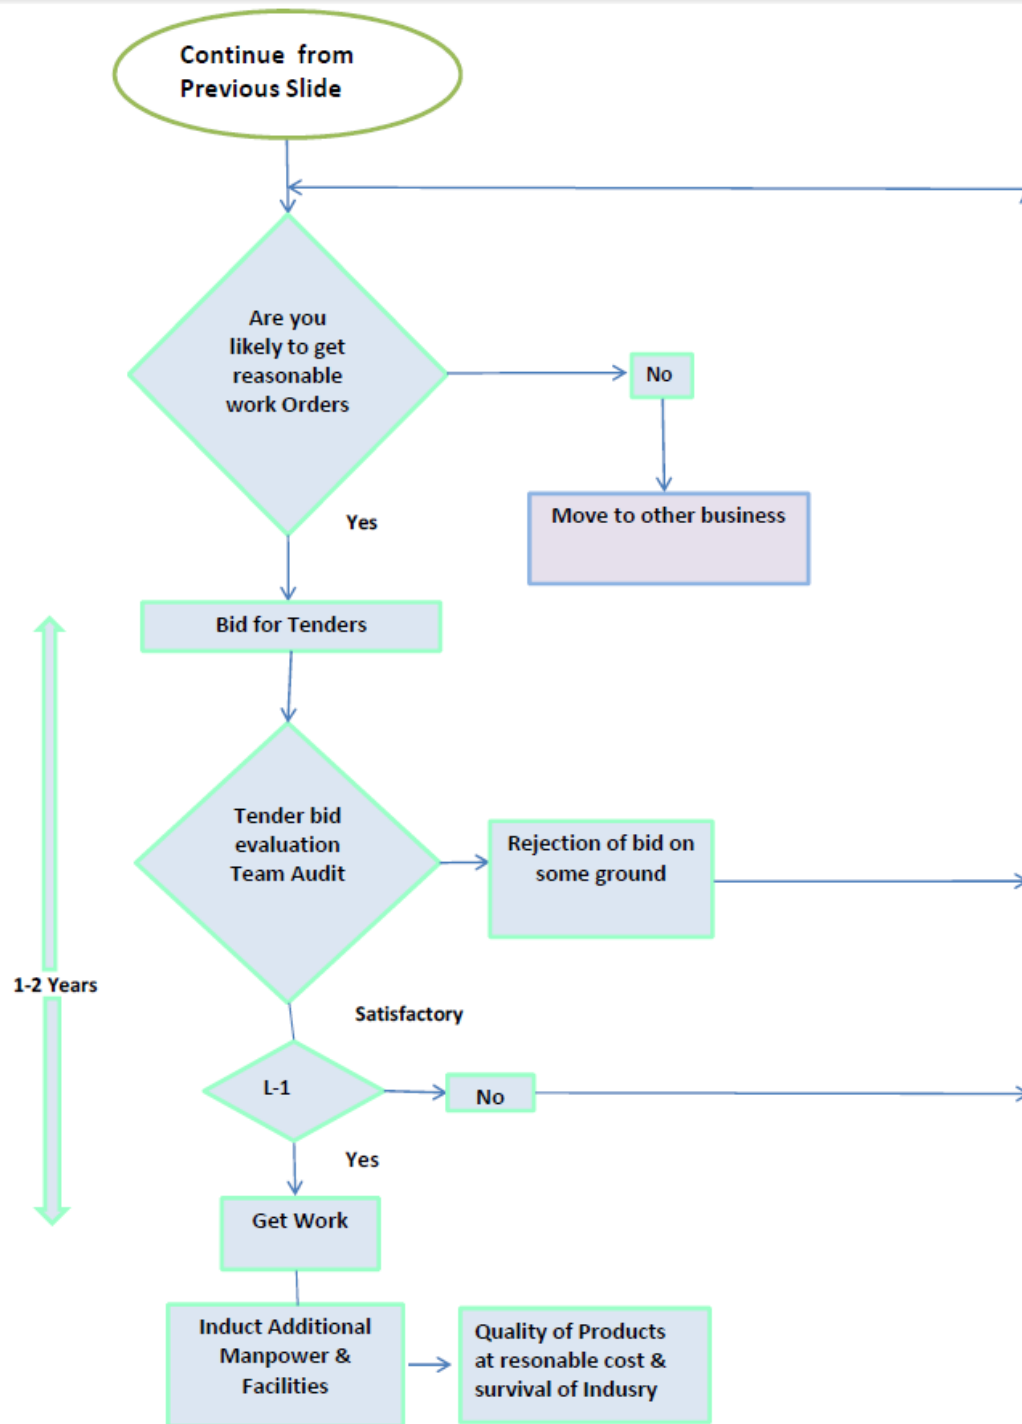 Continue from
Previous Slide
Are you
likely to get
reasonable
work Orders
No
Move to other business
Yes
Bid for Tenders
Tender bid
evaluation
Team Audit
Rejection of bid on
some ground
1-2 Years
Satisfactory
L-1
No
Yes
Get Work
Induct Additional
Manpower &
Facilities
Quality of Products
at resonable cost &
survival of Indusry